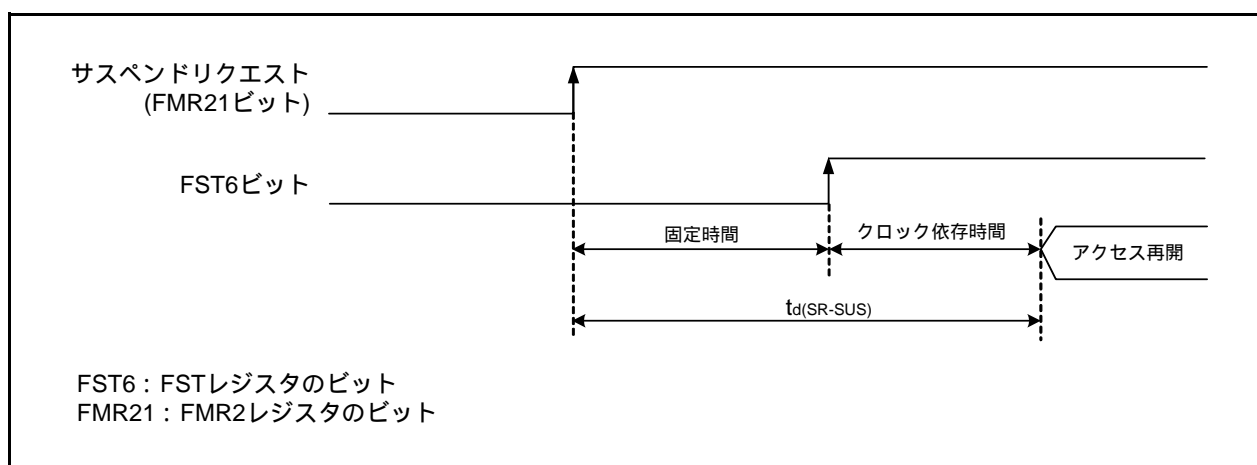 サスペンドリクエスト
(FMR21ビット)
FST6ビット
固定時間
クロック依存時間
アクセス再開
td(SR-SUS)
FST6：FSTレジスタのビット
FMR21：FMR2レジスタのビット